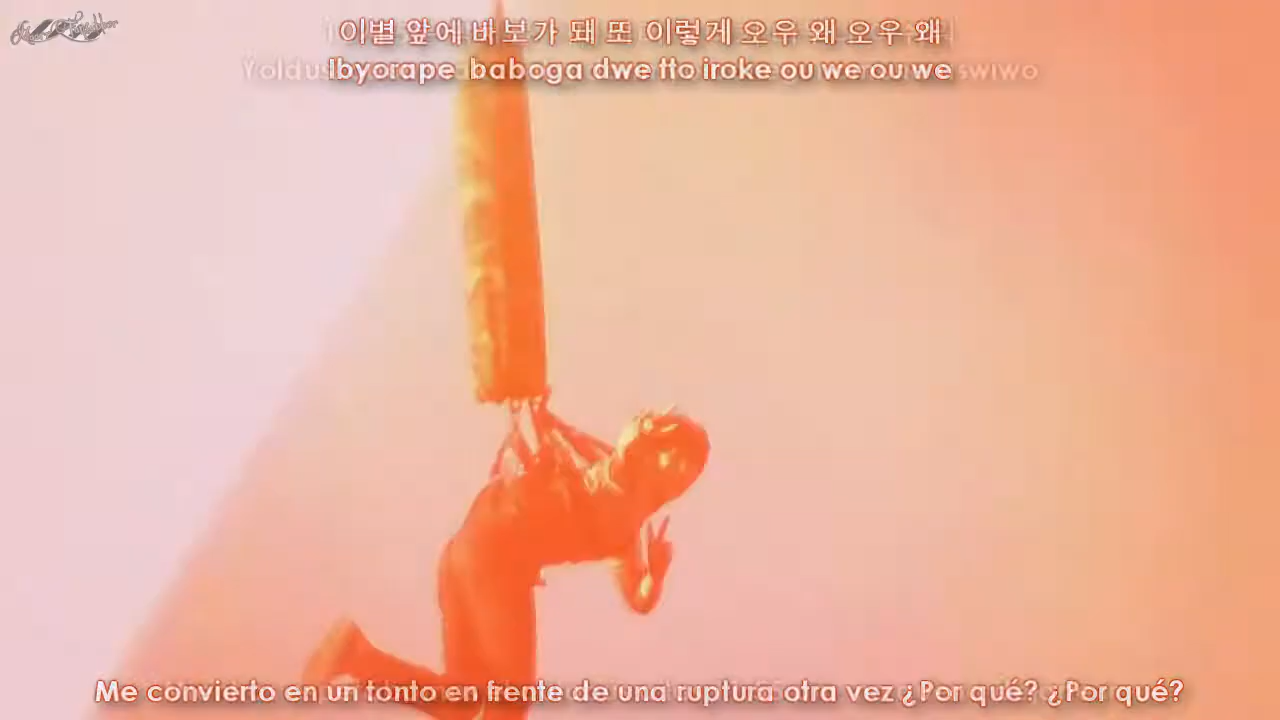 이별 앞에 바보가 돼 또 이렇게 오우 왜 오우 왜
Ibyorape baboga dwe tto iroke ou we ou we
Me convierto en un tonto en frente de una ruptura otra vez ¿Por qué? ¿Por qué?